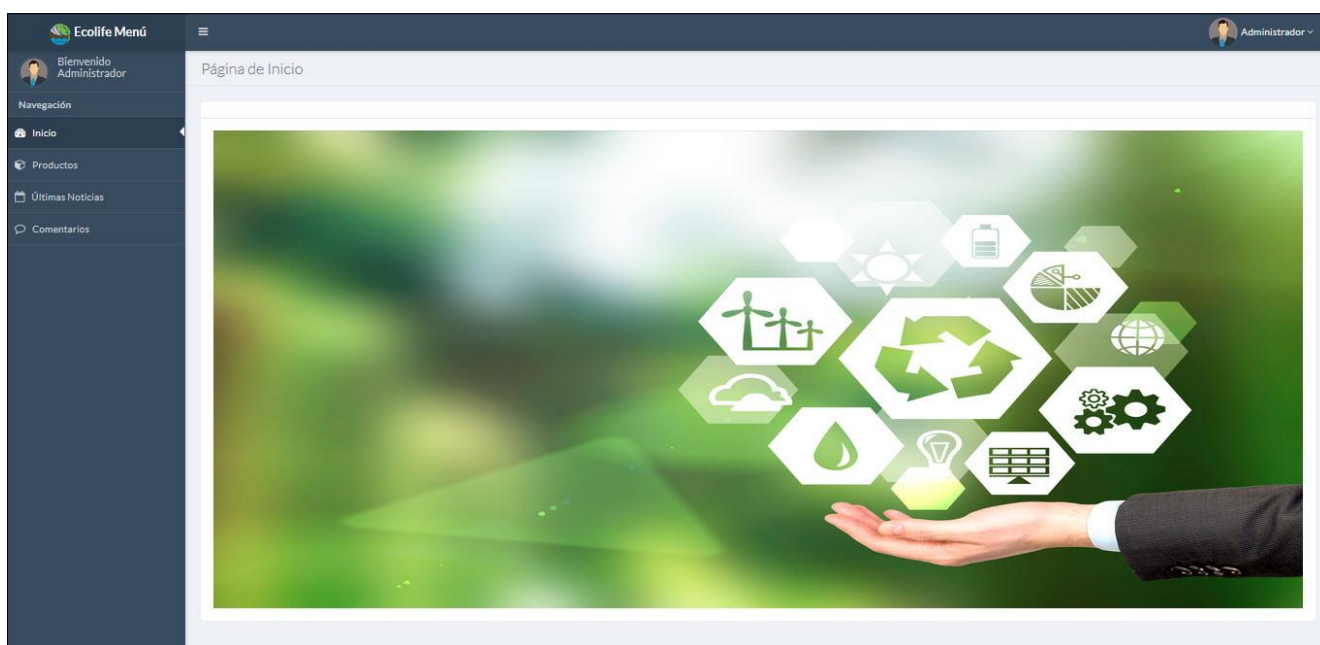 Ecolife Menú
Administrador
Bienvenido
Administrador
Página de Inicio
Navegación
Inicio
Productos
Últimas Noticias
Comentarios